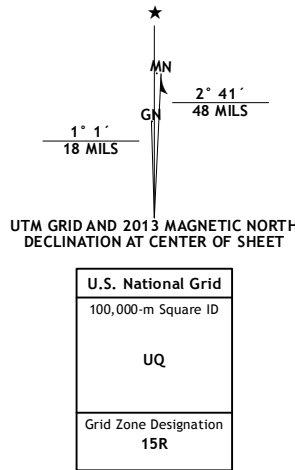 ★
MN
2° 41´
48 MILS
GN
1° 1´
18 MILS
UTM GRID AND 2013 MAGNETIC NORTH
DECLINATION AT CENTER OF SHEET
U.S. National Grid
100,000-m Square ID
UQ
Grid Zone Designation
15R